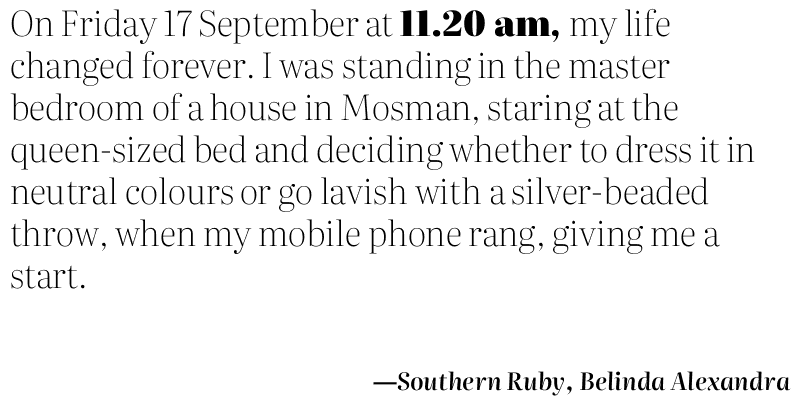 On Friday 17 September at 11.20 am, my life
changed forever. I was standing in the master
bedroom of a house in Mosman, staring at the
queen-sized bed and deciding whether to dress it in
neutral colours or go lavish with a silver-beaded
throw, when my mobile phone rang, giving me a
start.
—Southern Ruby, Belinda Alexandra